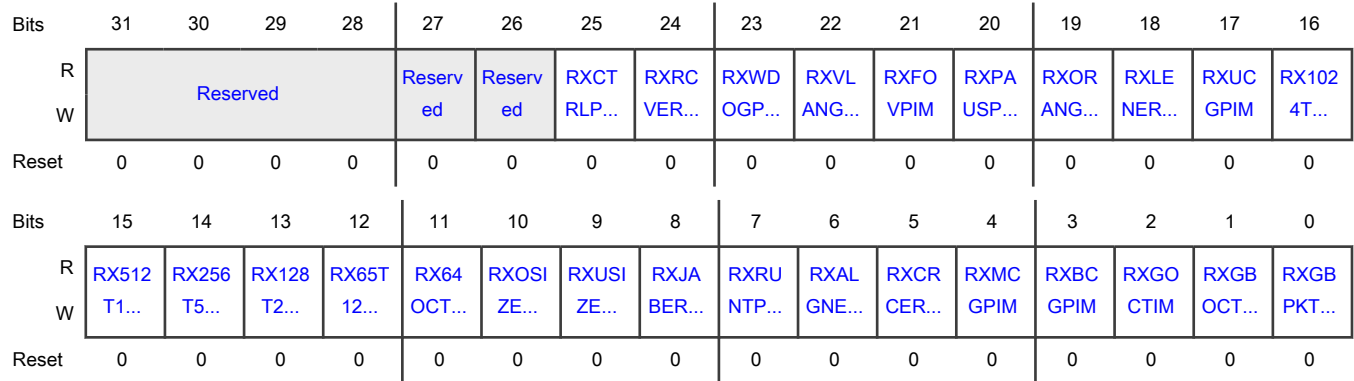 Bits 31 30 29 28 27 26 25 24 23 22 21 20 19 18 17 16
R Reserved Reserv Reserv RXCT RXRC RXWD RXVL RXFO RXPA RXOR RXLE RXUC RX102
W ed ed RLP... VER... OGP... ANG... VPIM USP... ANG... NER... GPIM 4T...
Reset 0 0 0 0 0 0 0 0 0 0 0 0 0 0 0 0
Bits 15 14 13 12 11 10 9 8 7 6 5 4 3 2 1 0
R RX512 RX256 RX128 RX65T RX64 RXOSI RXUSI RXJA RXRU RXAL RXCR RXMC RXBC RXGO RXGB RXGB
W T1... T5... T2... 12... OCT... ZE... ZE... BER... NTP... GNE... CER... GPIM GPIM CTIM OCT... PKT...
Reset 0 0 0 0 0 0 0 0 0 0 0 0 0 0 0 0